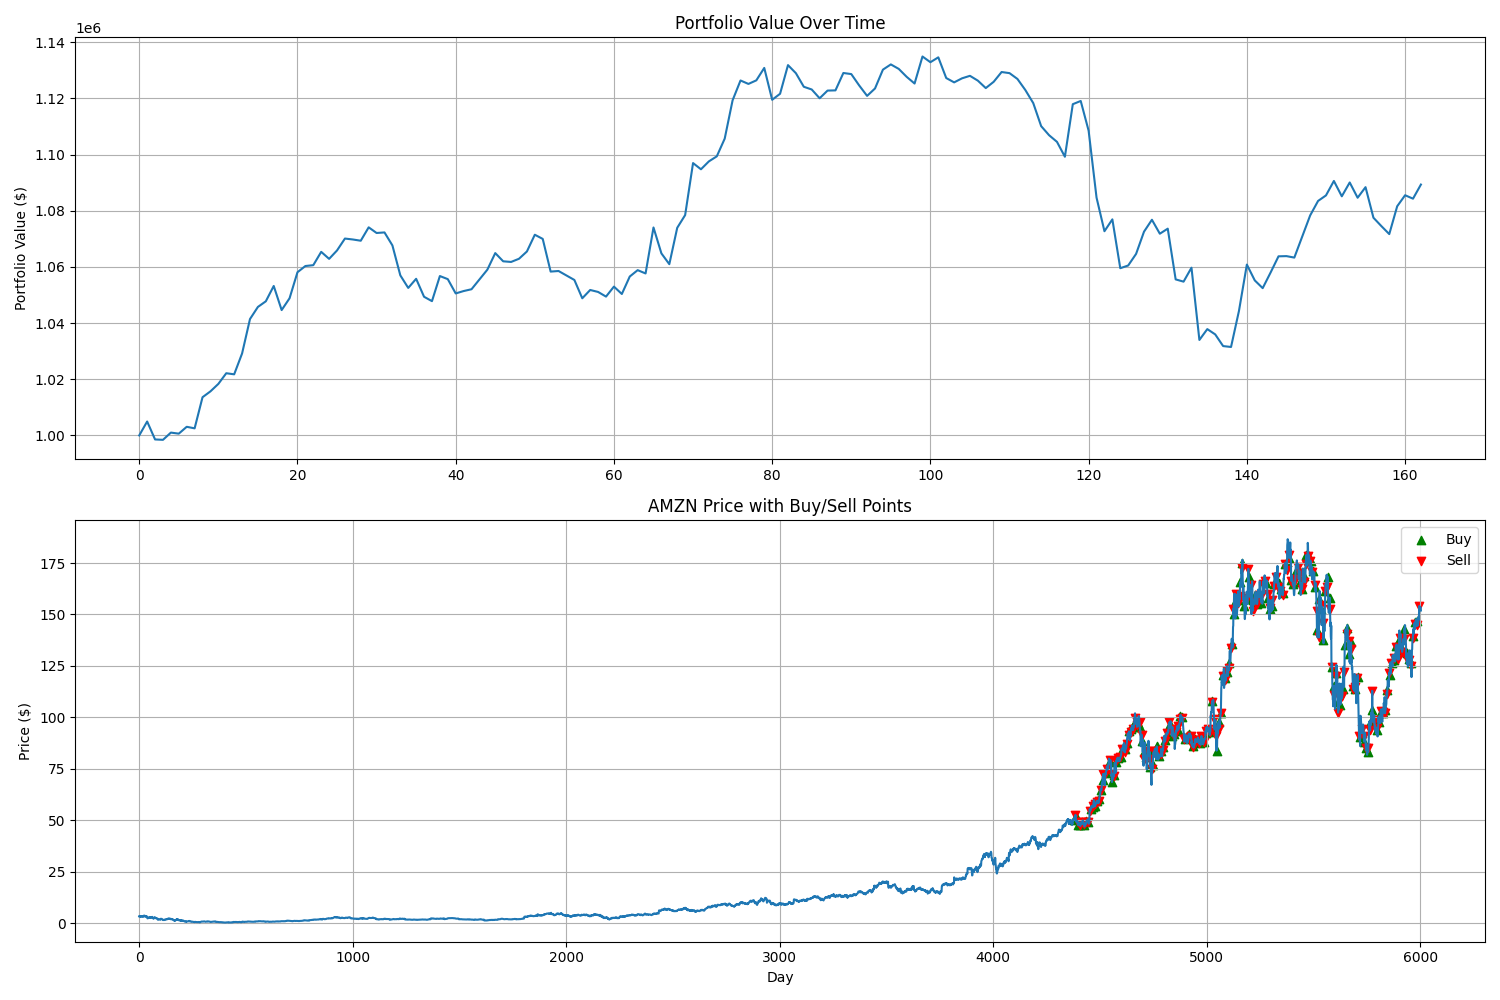 Portfolio Value Over Time
1e6
1.14
1.12
1.10
1.08
1.06
1.04
1.02
1.00
Portfolio Value ($)
0 20 40 60 80 100 120 140 160
AMZN Price with Buy/Sell Points
175
150
125
100
75
50
25
0
Price ($)
Buy
Sell
0 1000 2000 3000 4000 5000 6000
Day